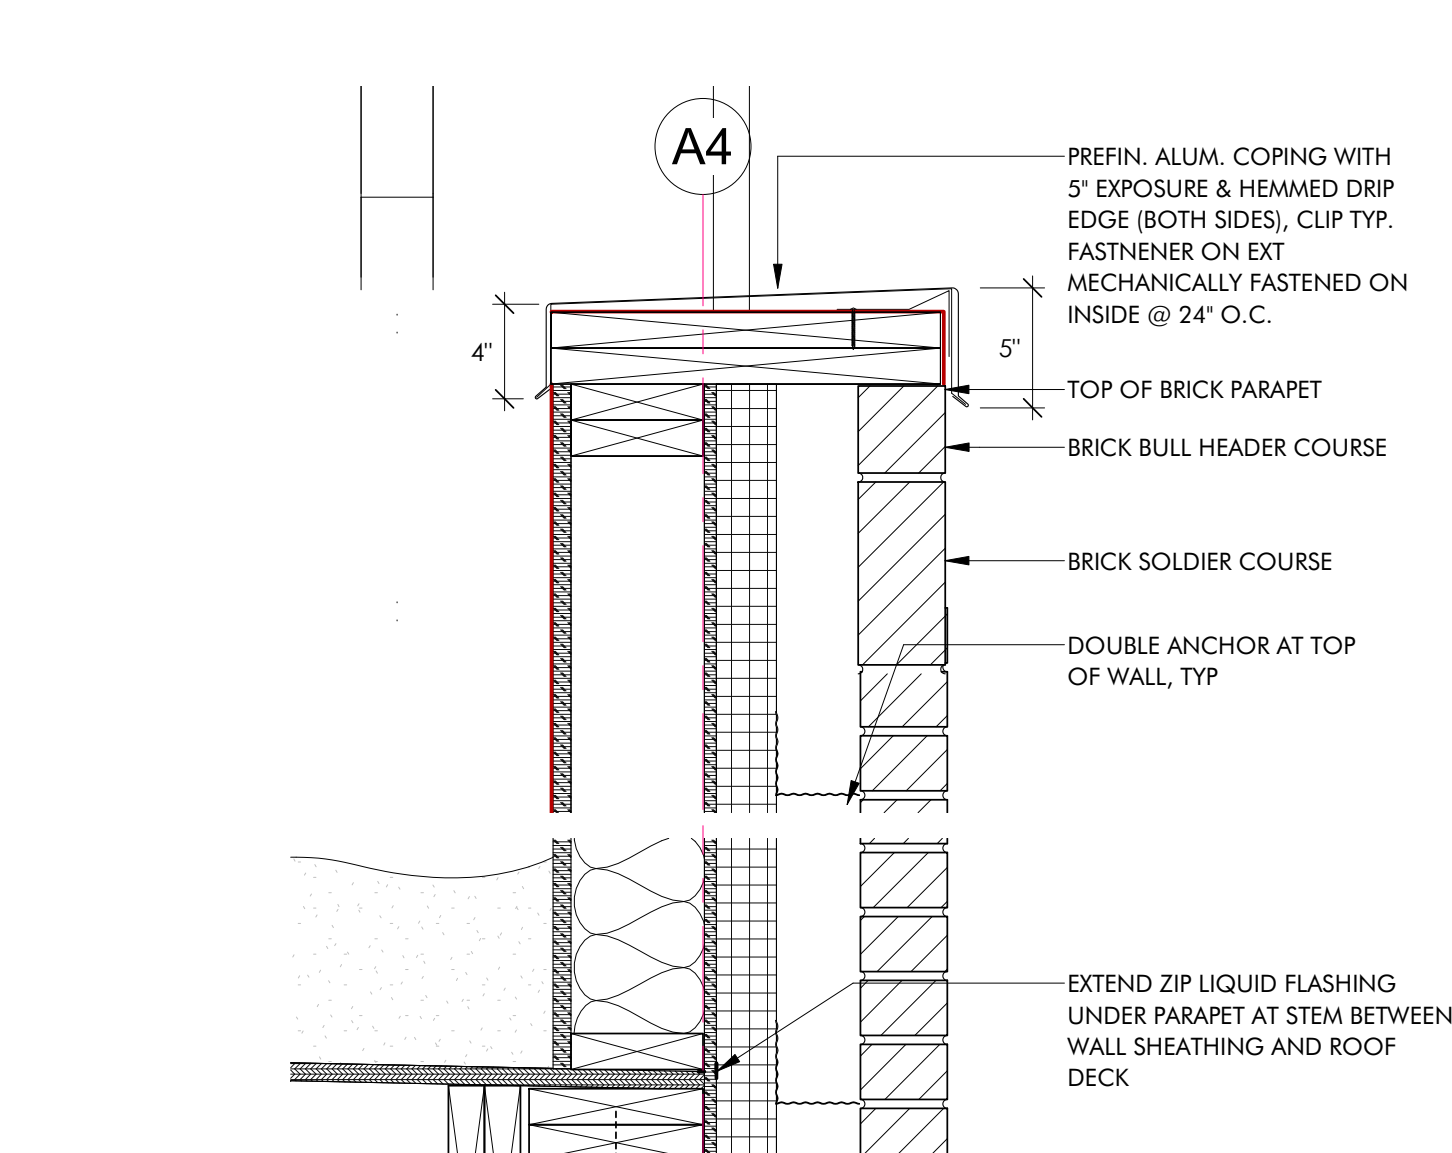 A4
PREFIN. ALUM. COPING WITH
5" EXPOSURE & HEMMED DRIP
EDGE (BOTH SIDES), CLIP TYP.
FASTNENER ON EXT
MECHANICALLY FASTENED ON
INSIDE @ 24" O.C.
4"
5"
TOP OF BRICK PARAPET
BRICK BULL HEADER COURSE
BRICK SOLDIER COURSE
DOUBLE ANCHOR AT TOP
OF WALL, TYP
EXTEND ZIP LIQUID FLASHING
UNDER PARAPET AT STEM BETWEEN
WALL SHEATHING AND ROOF
DECK